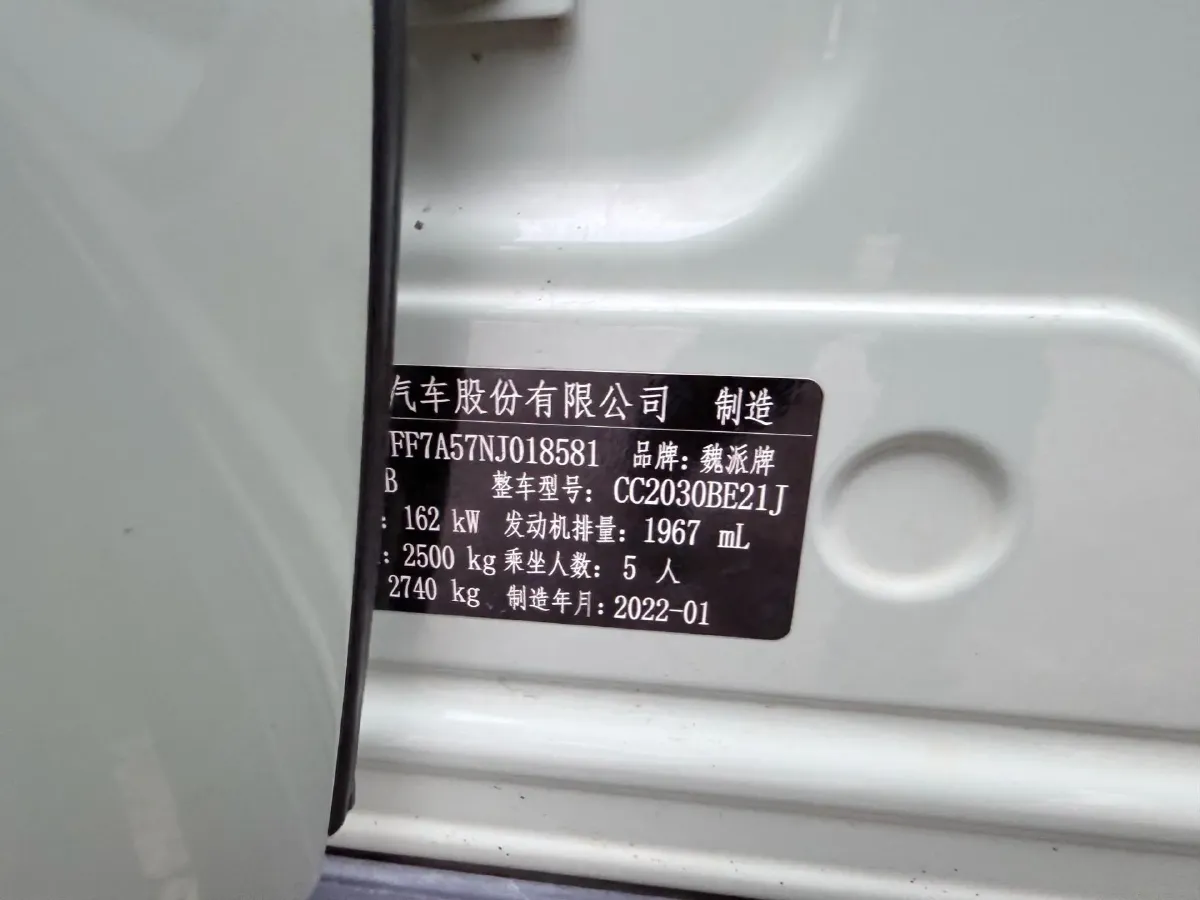 汽车股份有限公司 制造
FF7A57NJ018581 品牌：魏派牌
B 整车型号：CC2030BE21J
：162 kW 发动机排量：1967 mL
：2500 kg 乘坐人数：5 人
2740 kg 制造年月：2022-01